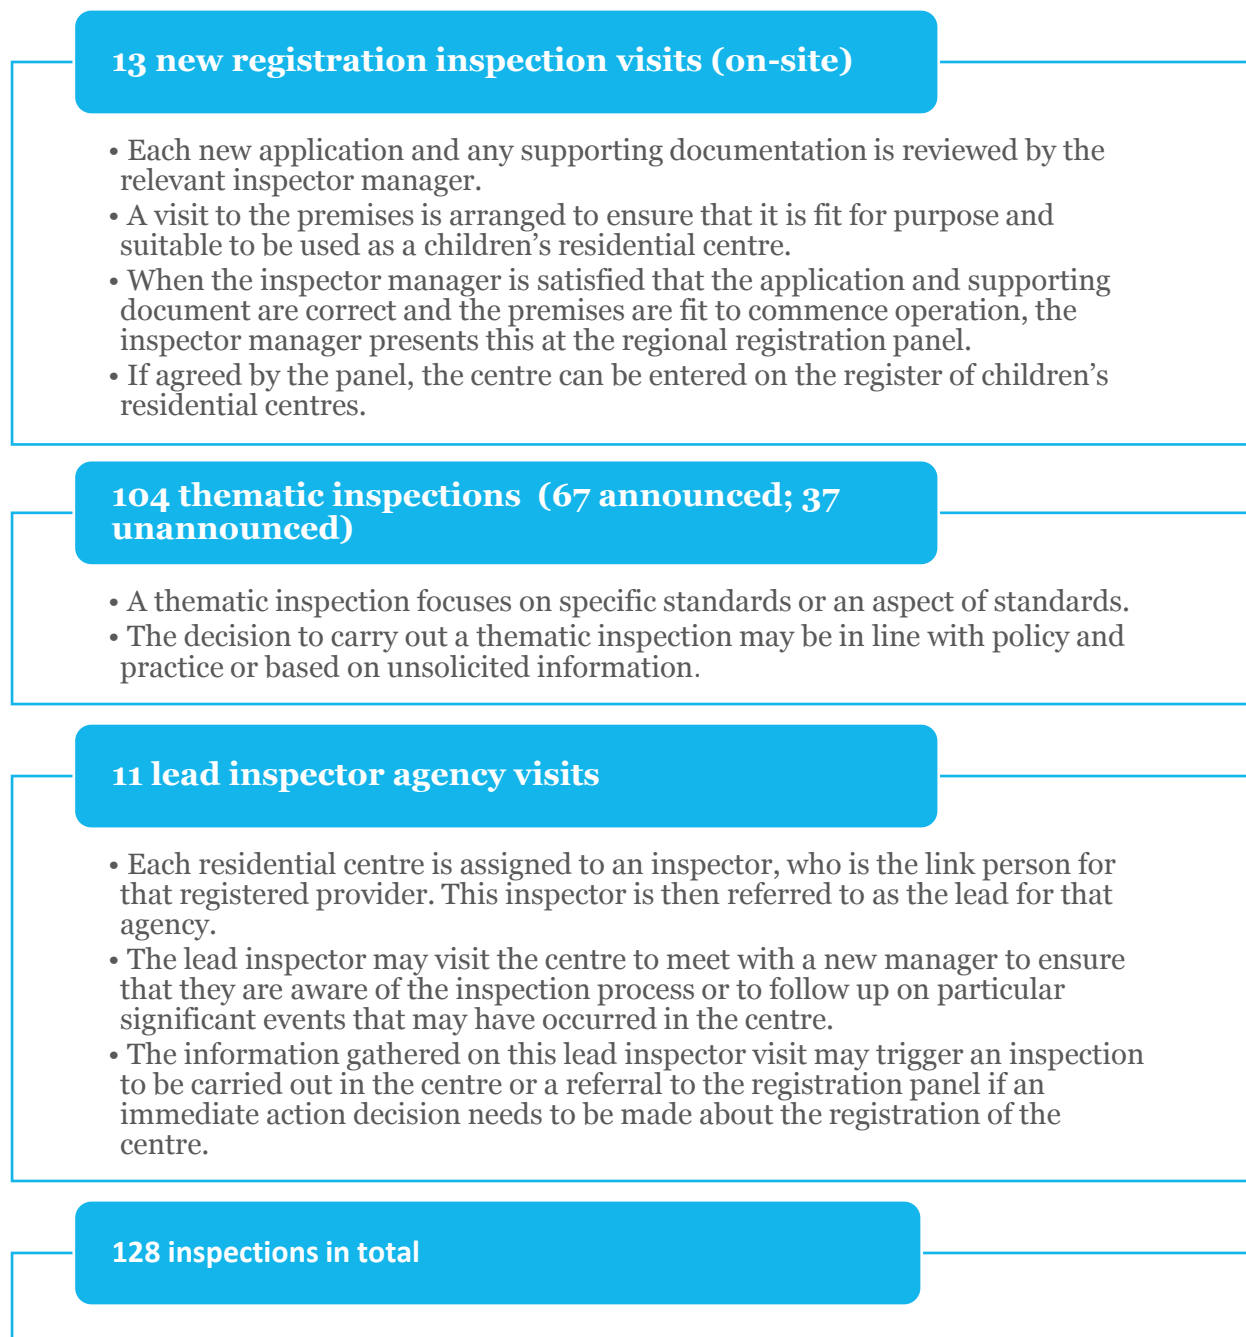 13 new registration inspection visits (on-site)
• Each new application and any supporting documentation is reviewed by the
relevant inspector manager.
• A visit to the premises is arranged to ensure that it is fit for purpose and
suitable to be used as a children’s residential centre.
• When the inspector manager is satisfied that the application and supporting
document are correct and the premises are fit to commence operation, the
inspector manager presents this at the regional registration panel.
• If agreed by the panel, the centre can be entered on the register of children’s
residential centres.
104 thematic inspections (67 announced; 37
unannounced)
• A thematic inspection focuses on specific standards or an aspect of standards.
• The decision to carry out a thematic inspection may be in line with policy and
practice or based on unsolicited information.
11 lead inspector agency visits
• Each residential centre is assigned to an inspector, who is the link person for
that registered provider. This inspector is then referred to as the lead for that
agency.
• The lead inspector may visit the centre to meet with a new manager to ensure
that they are aware of the inspection process or to follow up on particular
significant events that may have occurred in the centre.
• The information gathered on this lead inspector visit may trigger an inspection
to be carried out in the centre or a referral to the registration panel if an
immediate action decision needs to be made about the registration of the
centre.
128 inspections in total